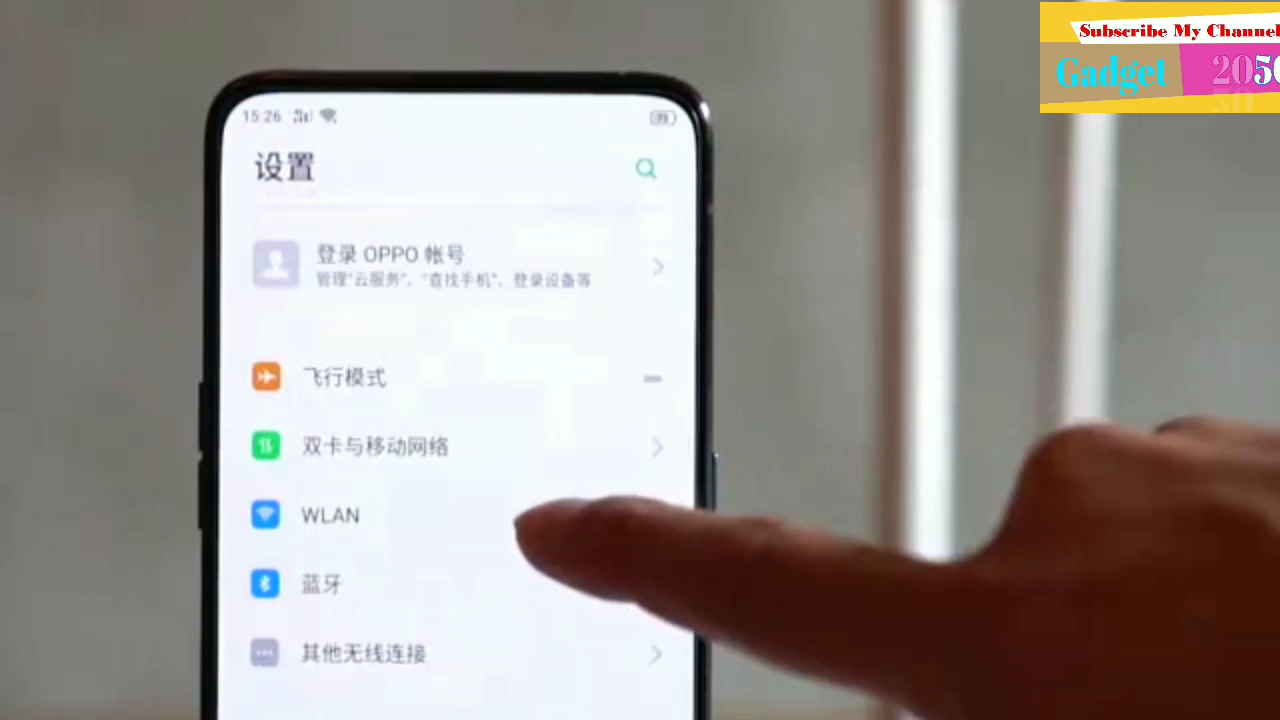 Subscribe My Channel
Gadget 2050
15:26
设置
登录 OPPO 帐号
管理"云服务"、"查找手机"、登录设备等
飞行模式
双卡与移动网络
WLAN
蓝牙
其他无线连接